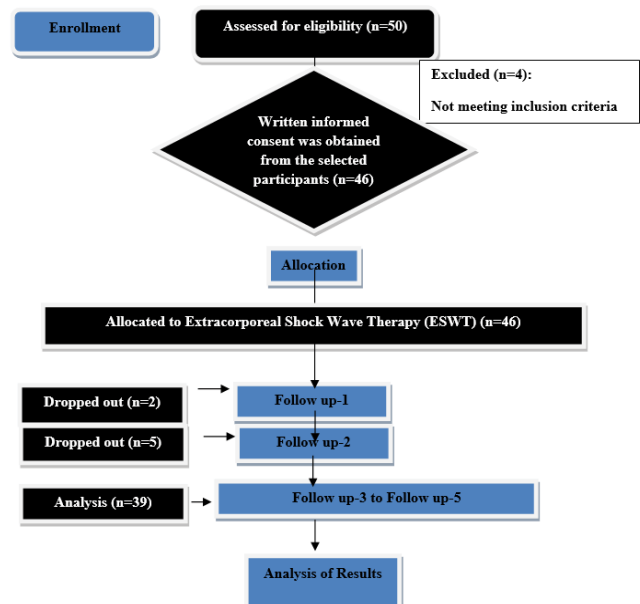 Enrollment
Assessed for eligibility (n=50)
Excluded (n=4):
Not meeting inclusion criteria
Written informed
consent was obtained
from the selected
participants (n=46)
Allocation
Allocated to Extracorporeal Shock Wave Therapy (ESWT) (n=46)
Dropped out (n=2)
Follow up-1
Dropped out (n=5)
Follow up-2
Analysis (n=39)
Follow up-3 to Follow up-5
Analysis of Results